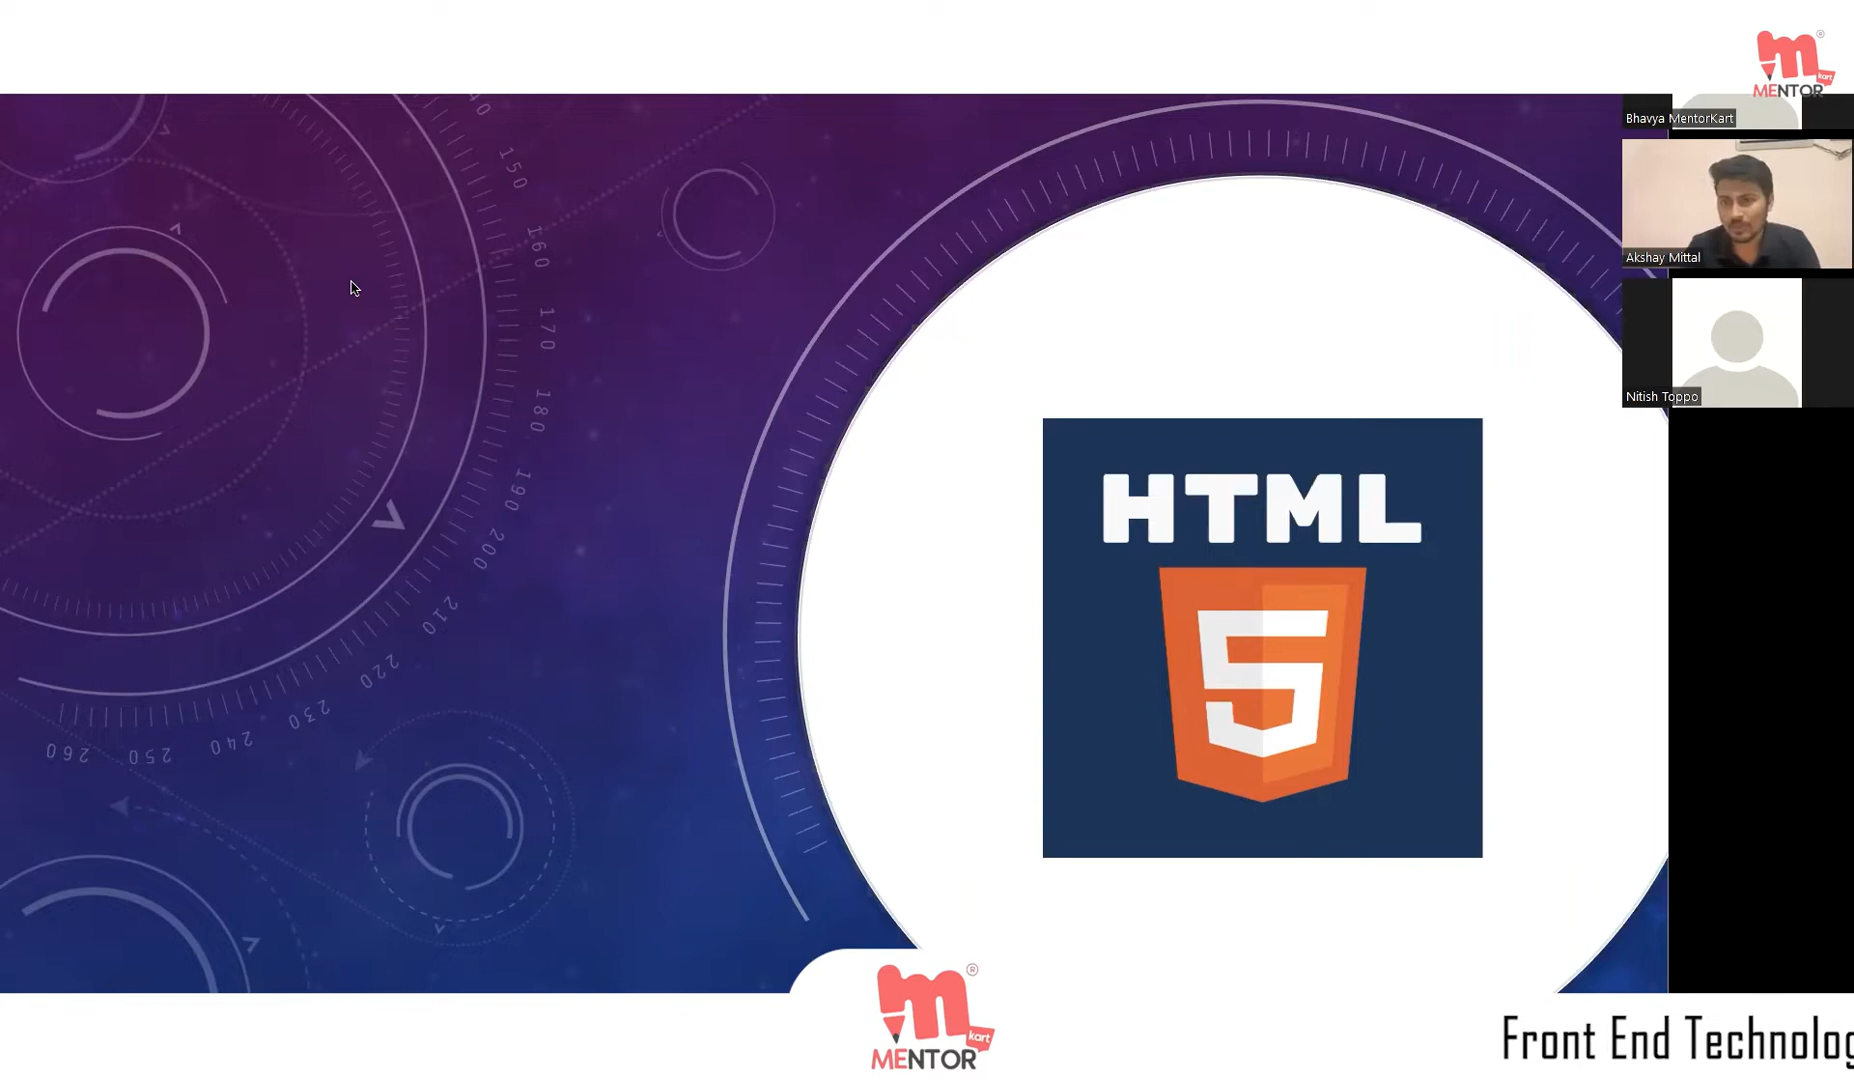 MENTOR
kart
®
Bhavya MentorKart
Akshay Mittal
Nitish Toppo
150
160
170
180
190
200
210
220
230
240
250
260
HTML
5
®
kart
MENTOR
Front End Technolog